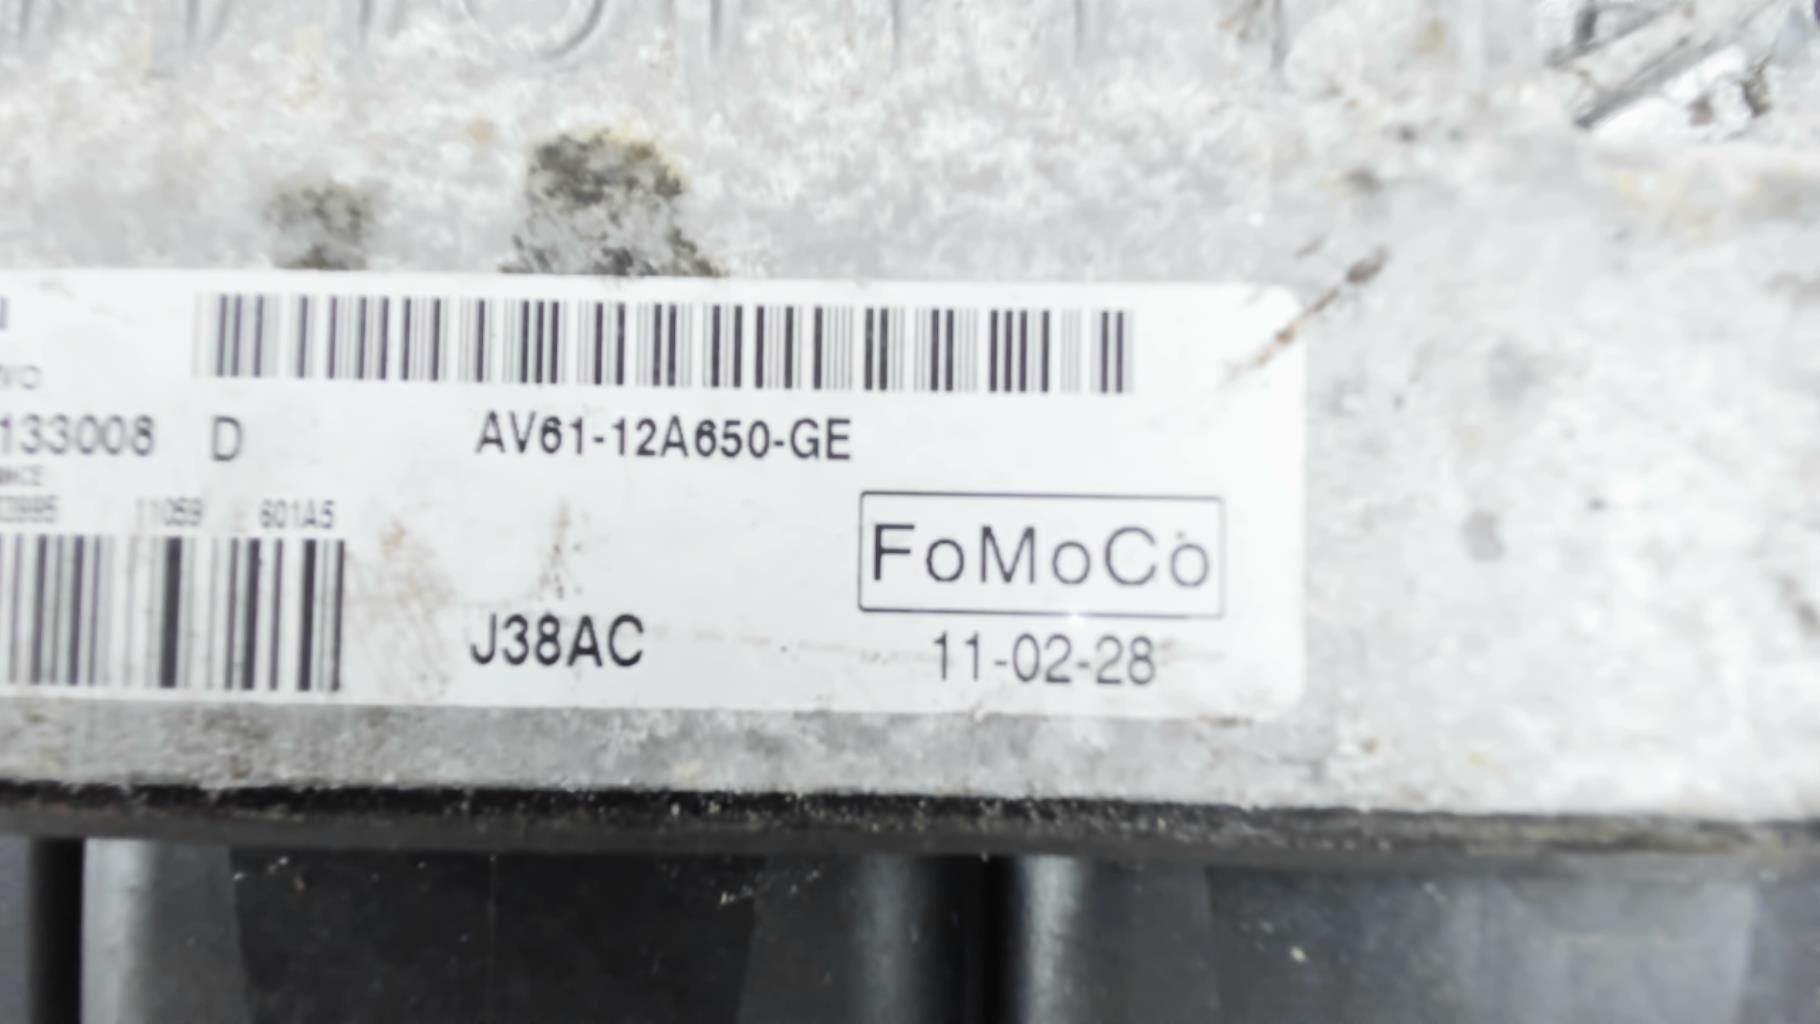 133008 D AV61-12A650-GE
11059 601A5
FoMoCo
J38AC
11-02-28